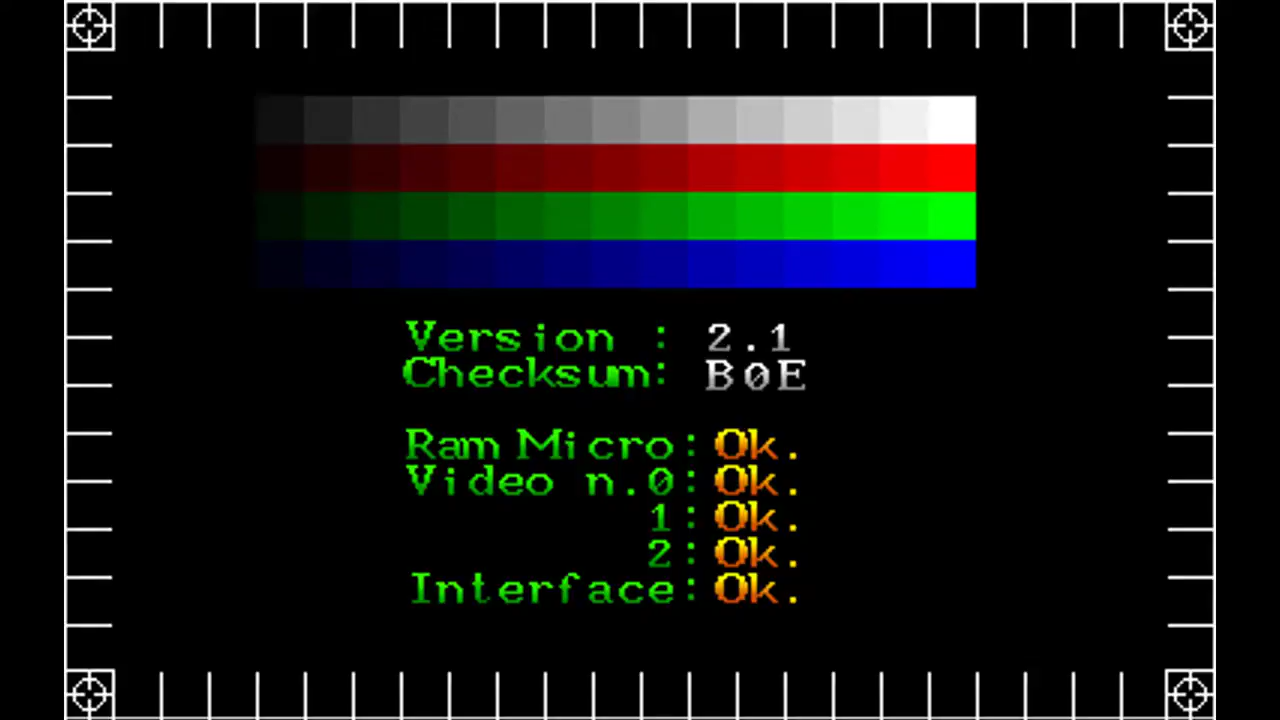 Version : 2.1
Checksum: B0E
Ram Micro: Ok.
Video n.0: Ok.
1: Ok.
2: Ok.
Interface: Ok.